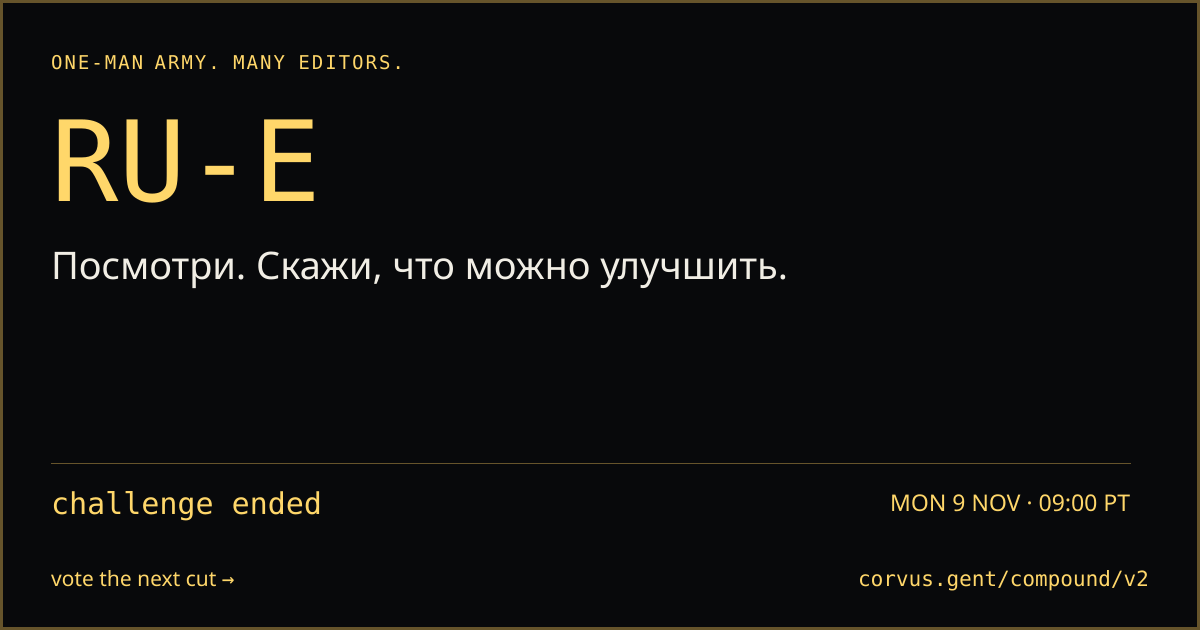 ONE-MAN ARMY. MANY EDITORS.
RU-E
Посмотри. Скажи, что можно улучшить.
challenge ended
MON 9 NOV · 09:00 PT
vote the next cut →
corvus.gent/compound/v2